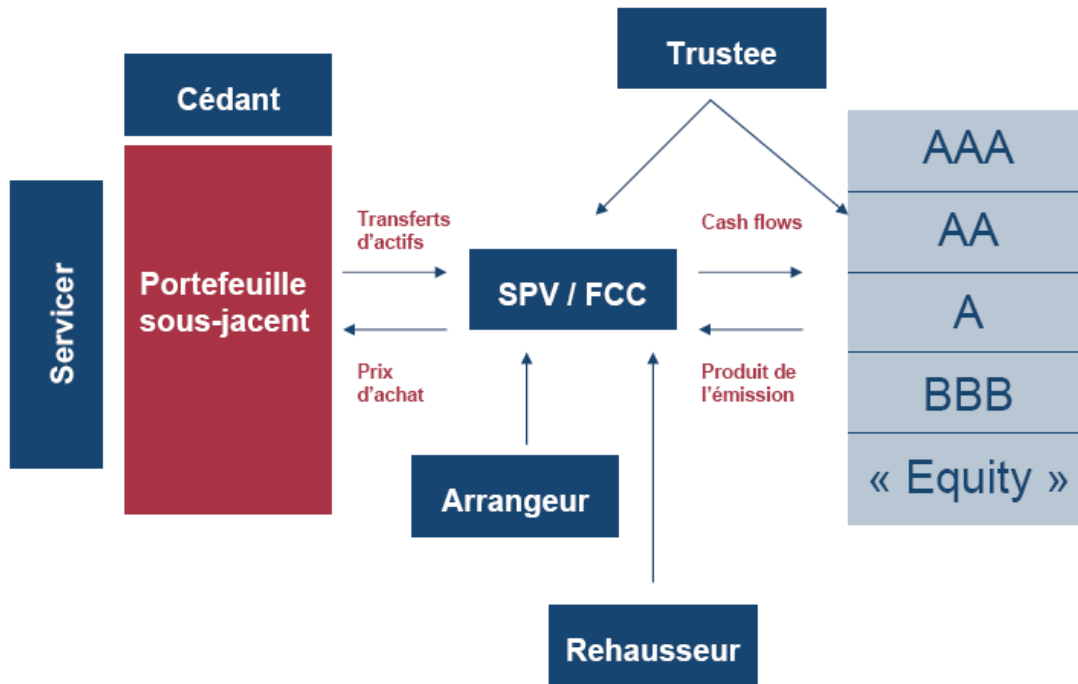 Trustee
Cédant
AAA
Servicer
Portefeuille
sous-jacent
Transferts
d'actifs
Cash flows
AA
SPV / FCC
A
Prix
d'achat
Produit de
l'émission
BBB
Arrangeur
« Equity »
Rehausseur